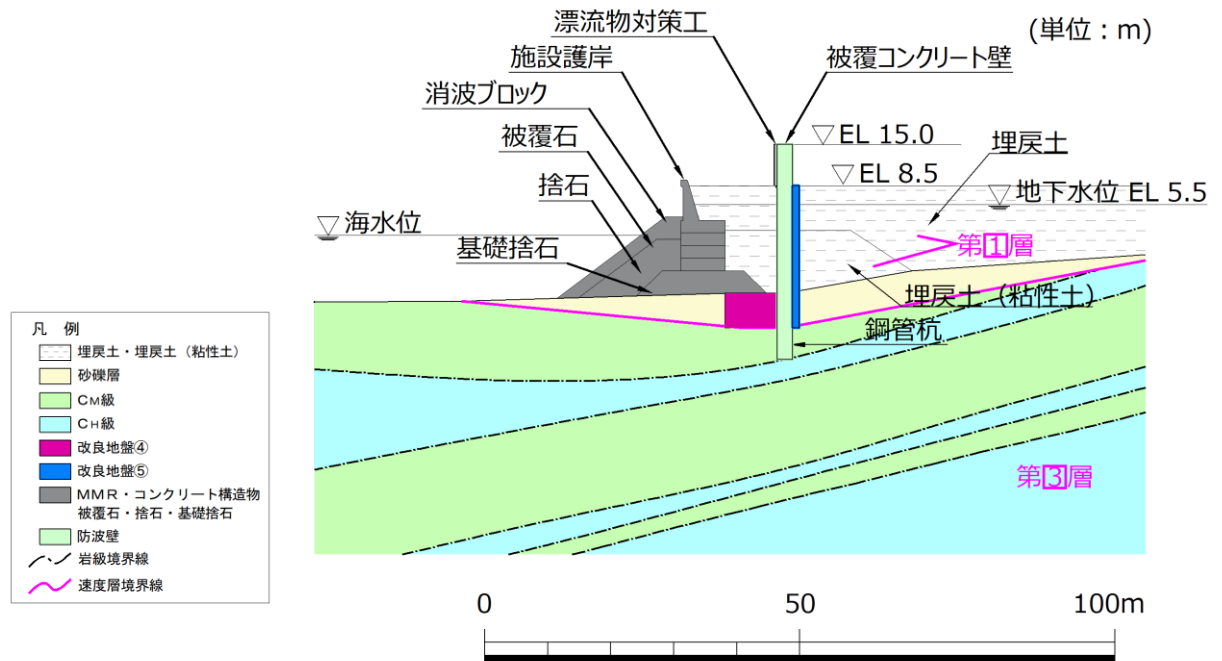 漂流物対策工
(単位：m)
施設護岸
被覆コンクリート壁
消波ブロック
EL 15.0
被覆石
埋戻土
EL 8.5
捨石
地下水位 EL 5.5
海水位
第1層
基礎捨石
埋戻土（粘性土）
鋼管杭
凡　例
埋戻土・埋戻土（粘性土）
砂礫層
CM級
CH級
改良地盤④
改良地盤⑤
MMR・コンクリート構造物
被覆石・捨石・基礎捨石
防波壁
岩級境界線
速度層境界線
第3層
0
50
100m